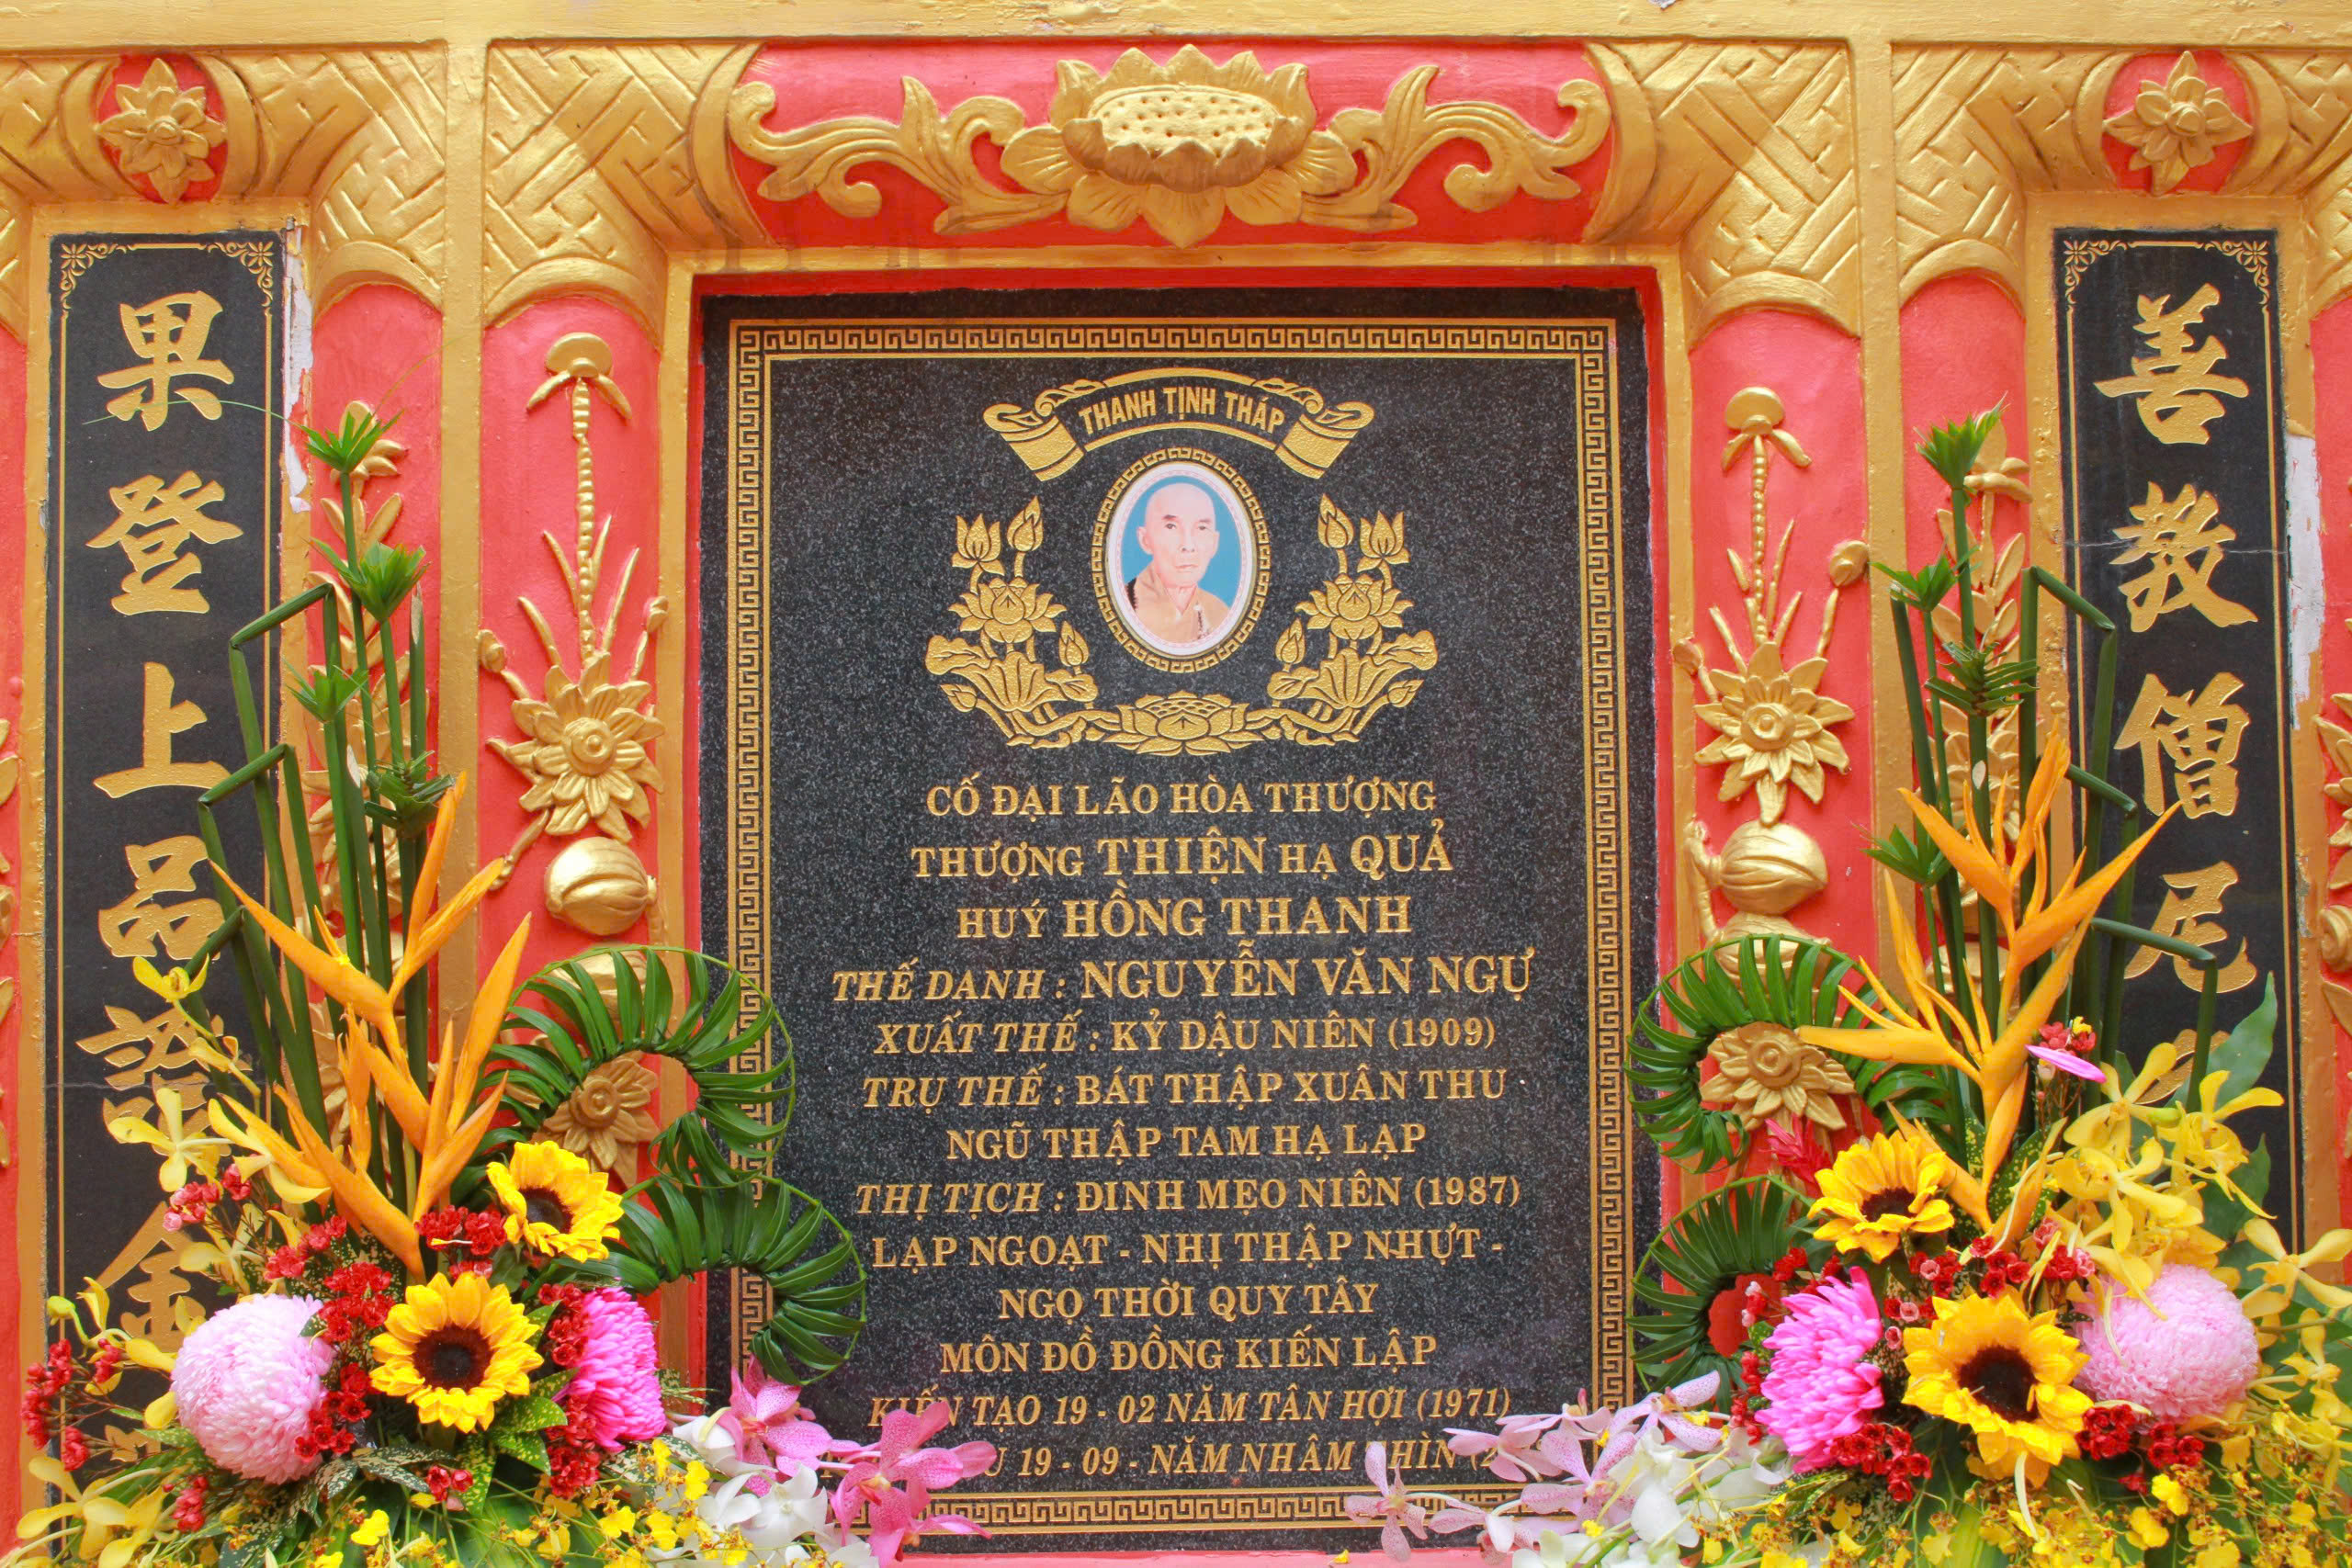 善教僧尼
THANH TỊNH THÁP
CỐ ĐẠI LÃO HÒA THƯỢNG
THƯỢNG THIỆN HẠ QUẢ
HUÝ HỒNG THANH
THẾ DANH : NGUYỄN VĂN NGỰ
XUẤT THẾ : KỶ DẬU NIÊN (1909)
TRỤ THẾ : BÁT THẬP XUÂN THU
NGŨ THẬP TAM HẠ LẠP
THỊ TỊCH : ĐINH MẸO NIÊN (1987)
LẠP NGOẠT - NHỊ THẬP NHỰT -
NGỌ THỜI QUY TÂY
MÔN ĐỒ ĐỒNG KIẾN LẬP
KIẾN TẠO 19 - 02 NĂM TÂN HỢI (1971)
19 - 09 - NĂM NHÂM THÌN
果登上品證金